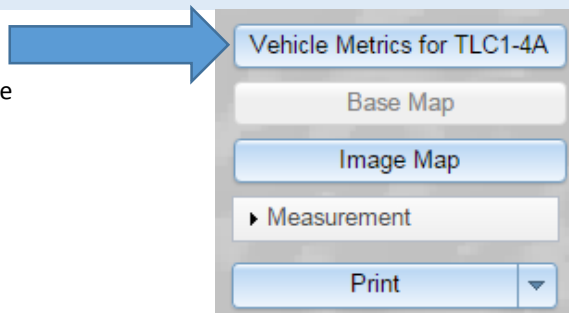 Vehicle Metrics for TLC1-4A
e
Base Map
Image Map
Measurement
Print